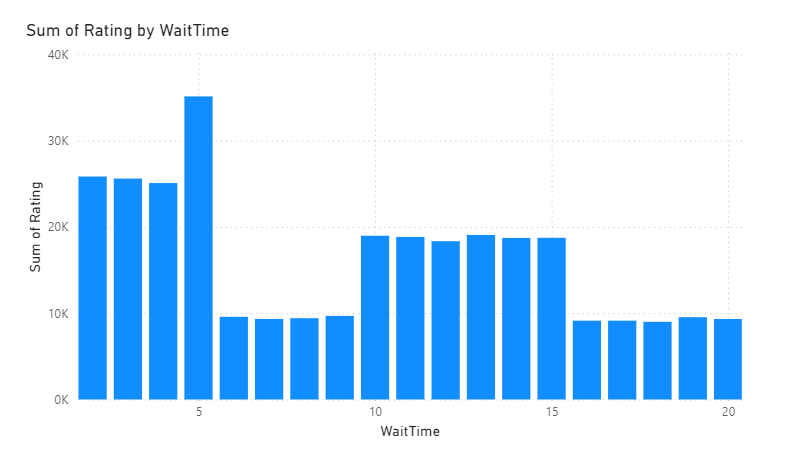 Sum of Rating by WaitTime
40K
30K
20K
10K
0K
Sum of Rating
5 10 15 20
WaitTime